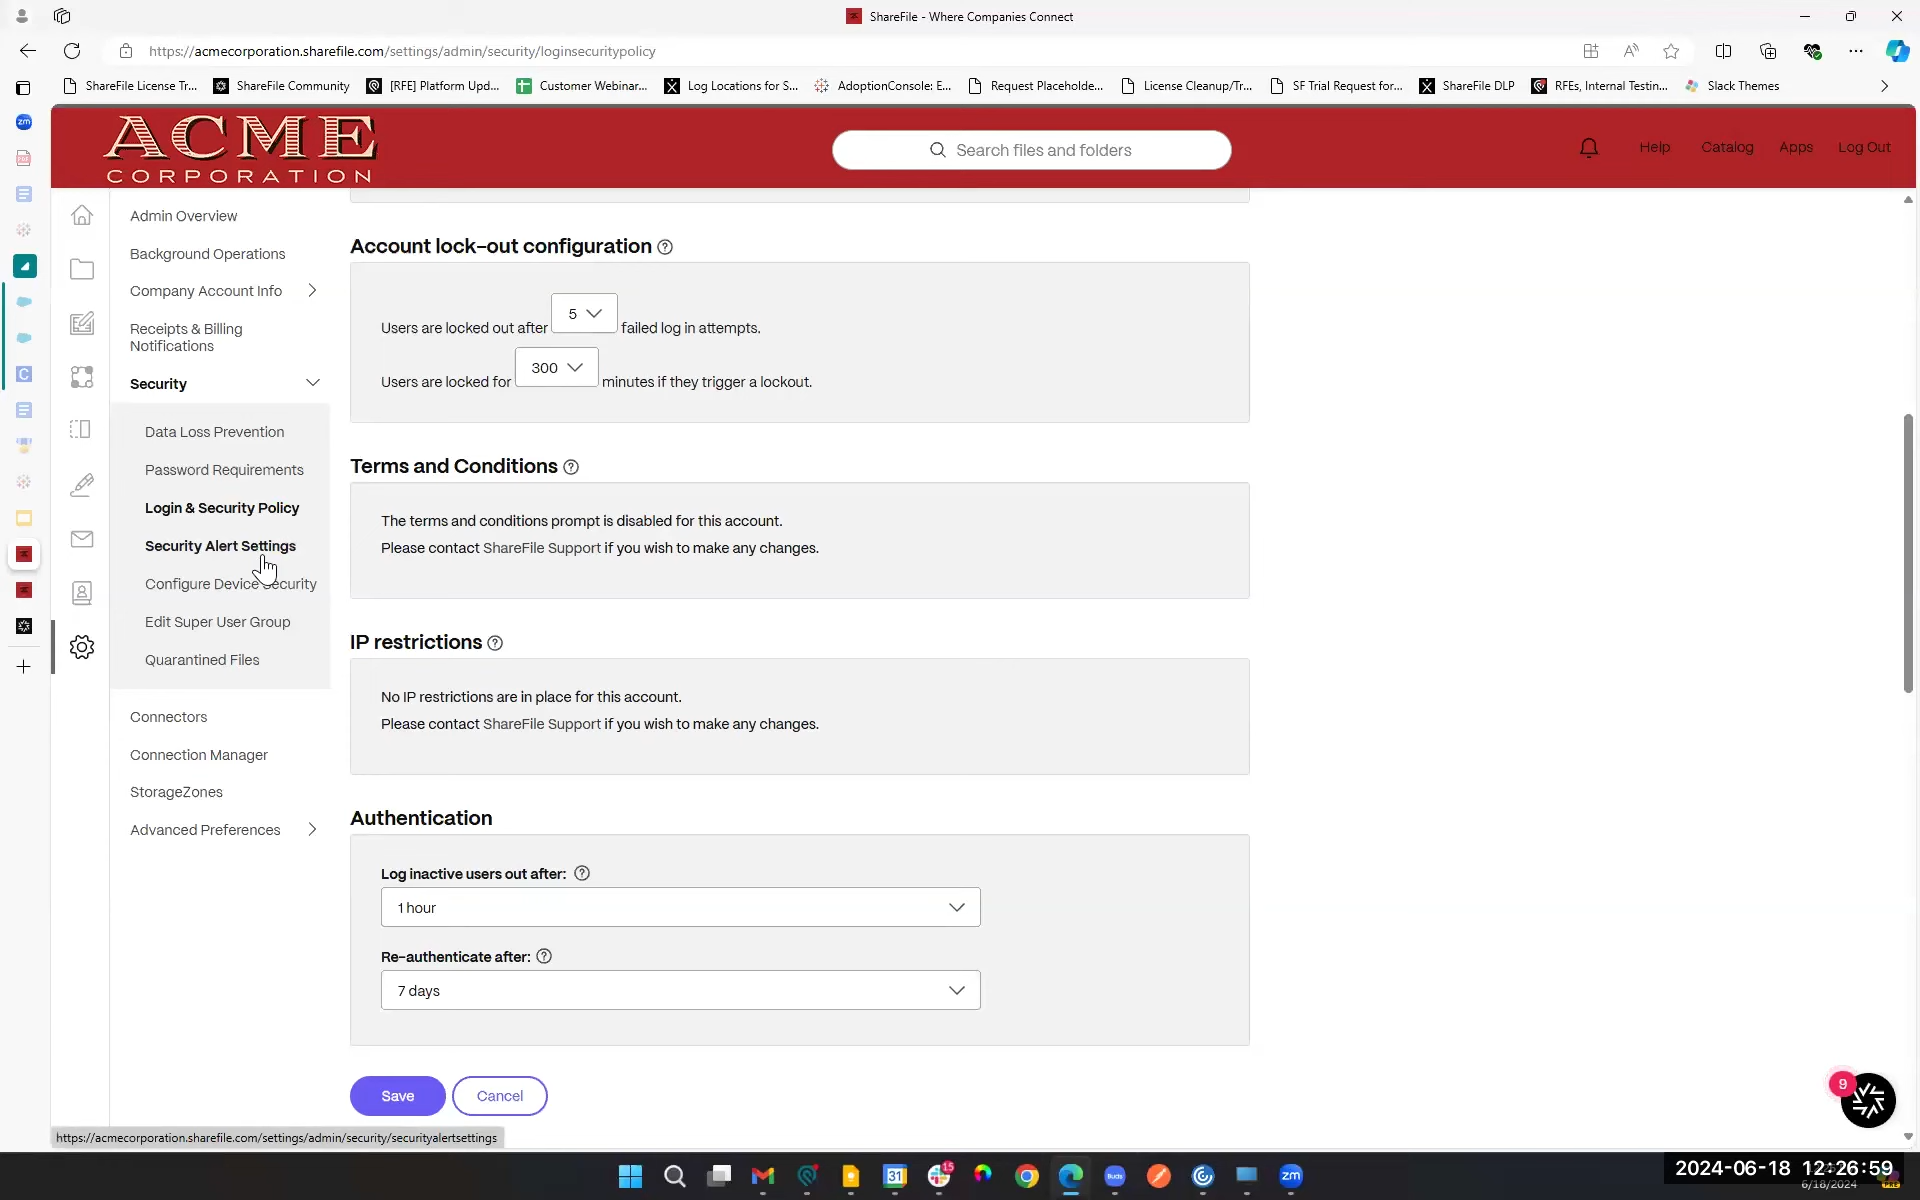 ShareFile - Where Companies Connect
https://acmecorporation.sharefile.com/settings/admin/security/loginsecuritypolicy
ShareFile License Tr...
ShareFile Community
[RFE] Platform Upd...
Customer Webinar...
Log Locations for S...
AdoptionConsole: E...
Request Placeholde...
License Cleanup/Tr...
SF Trial Request for...
ShareFile DLP
RFEs, Internal Testin...
Slack Themes
ACME
CORPORATION
Search files and folders
Help
Catalog
Apps
Log Out
Admin Overview
Background Operations
Company Account Info
Receipts & Billing
Notifications
Security
Data Loss Prevention
Password Requirements
Login & Security Policy
Security Alert Settings
Configure Device Security
Edit Super User Group
Quarantined Files
Connectors
Connection Manager
StorageZones
Advanced Preferences
Account lock-out configuration
Users are locked out after 5 failed log in attempts.
Users are locked for 300 minutes if they trigger a lockout.
Terms and Conditions
The terms and conditions prompt is disabled for this account.
Please contact ShareFile Support if you wish to make any changes.
IP restrictions
No IP restrictions are in place for this account.
Please contact ShareFile Support if you wish to make any changes.
Authentication
Log inactive users out after:
1 hour
Re-authenticate after:
7 days
Save
Cancel
9
https://acmecorporation.sharefile.com/settings/admin/security/securityalertsettings
31
15
zm
2024-06-18 12:26:59
6/18/2024